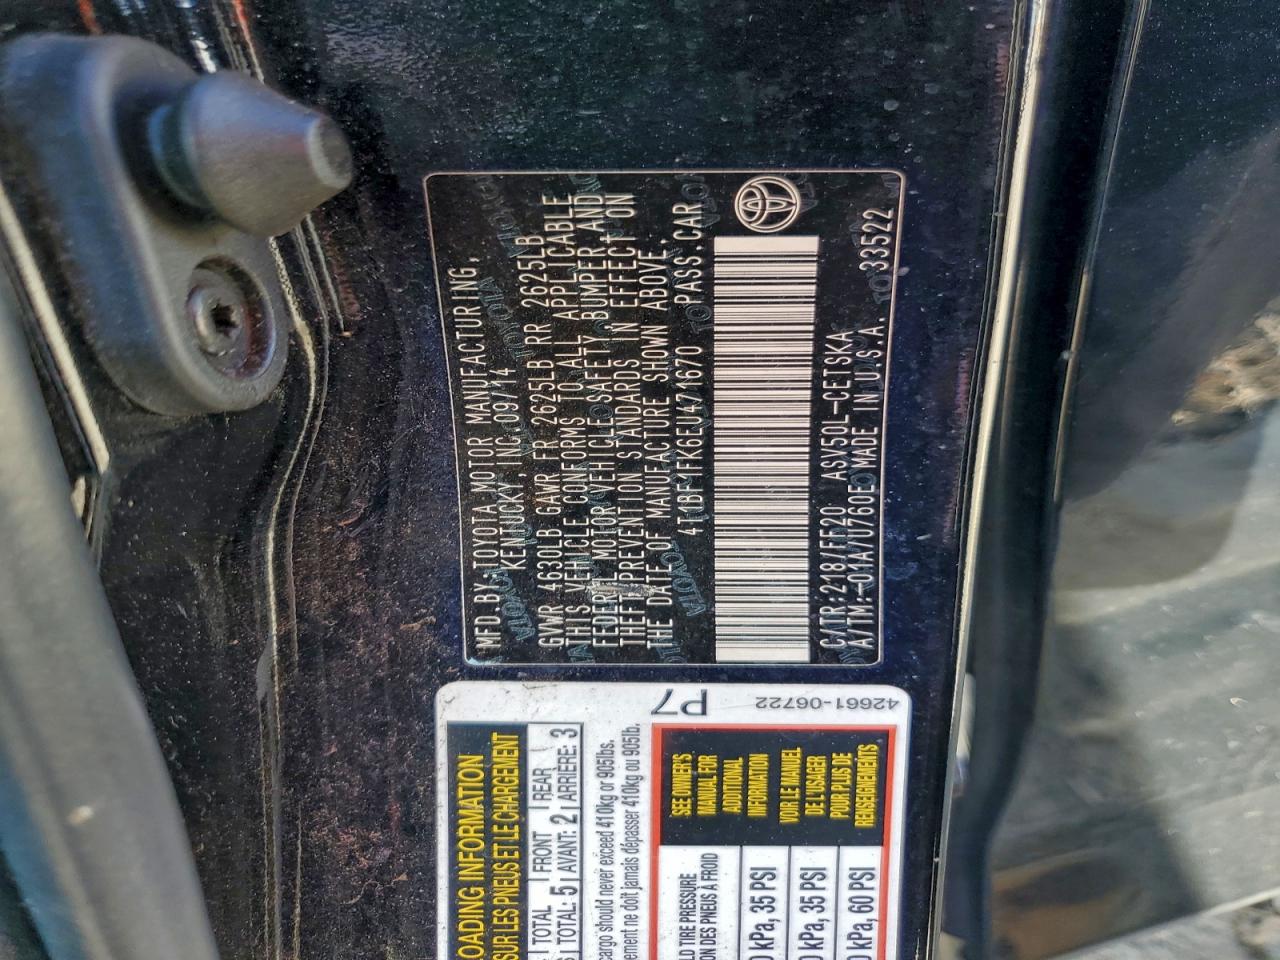 MFD.BY:TOYOTA MOTOR MANUFACTURING,
KENTUCKY INC. 09/14
GVWR 4630LB GAWR FR 2625LB RR 2625LB
THIS VEHICLE CONFORMS TO ALL APPLICABLE
FEDERAL MOTOR VEHICLE SAFETY, BUMPER, AND
THEFT PREVENTION STANDARDS IN EFFECT ON
THE DATE OF MANUFACTURE SHOWN ABOVE.
4T1BF1FK6EU471670 PASS.CAR
C/TR:218/FF20 ASV50L-CETSKA
A/TM:-01A/U760E MADE IN U.S.A. 33522
P7
42661-06722
OADING INFORMATION
SUR LES PNEUS ET LE CHARGEMENT
TOTAL FRONT REAR
TOTAL: 5 AVANT: 2 ARRIÈRE: 3
cargo should never exceed 410kg or 905lbs.
ement ne doit jamais dépasser 410kg ou 905lb.
LD TIRE PRESSURE
ION DES PNEUS À FROID
kPa, 35 PSI
kPa, 35 PSI
kPa, 60 PSI
SEE OWNER'S
MANUAL FOR
ADDITIONAL
INFORMATION
VOIR LE MANUEL
DE L'USAGER
POUR PLUS DE
RENSEIGNEMENTS